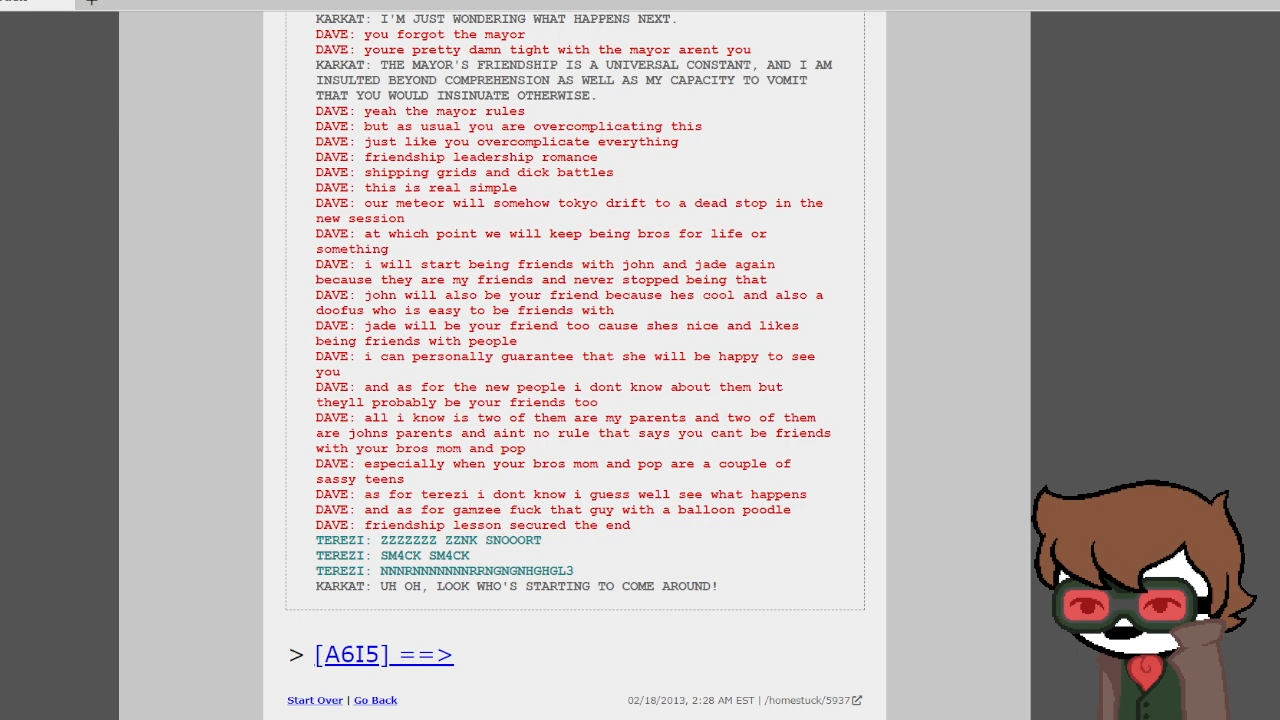 KARKAT: I'M JUST WONDERING WHAT HAPPENS NEXT.
DAVE: you forgot the mayor
DAVE: youre pretty damn tight with the mayor arent you
KARKAT: THE MAYOR'S FRIENDSHIP IS A UNIVERSAL CONSTANT, AND I AM
INSULTED BEYOND COMPREHENSION AS WELL AS MY CAPACITY TO VOMIT
THAT YOU WOULD INSINUATE OTHERWISE.
DAVE: yeah the mayor rules
DAVE: but as usual you are overcomplicating this
DAVE: just like you overcomplicate everything
DAVE: friendship leadership romance
DAVE: shipping grids and dick battles
DAVE: this is real simple
DAVE: our meteor will somehow tokyo drift to a dead stop in the
new session
DAVE: at which point we will keep being bros for life or
something
DAVE: i will start being friends with john and jade again
because they are my friends and never stopped being that
DAVE: john will also be your friend because hes cool and also a
doofus who is easy to be friends with
DAVE: jade will be your friend too cause shes nice and likes
being friends with people
DAVE: i can personally guarantee that she will be happy to see
you
DAVE: and as for the new people i dont know about them but
theyll probably be your friends too
DAVE: all i know is two of them are my parents and two of them
are johns parents and aint no rule that says you cant be friends
with your bros mom and pop
DAVE: especially when your bros mom and pop are a couple of
sassy teens
DAVE: as for terezi i dont know i guess well see what happens
DAVE: and as for gamzee fuck that guy with a balloon poodle
DAVE: friendship lesson secured the end
TEREZI: ZZZZZZZ ZZNK SNOOORT
TEREZI: SM4CK SM4CK
TEREZI: NNNRNNNNNNNRRNGNGNHGHGL3
KARKAT: UH OH, LOOK WHO'S STARTING TO COME AROUND!
> [A6I5] ==>
Start Over | Go Back
02/18/2013, 2:28 AM EST | /homestuck/5937